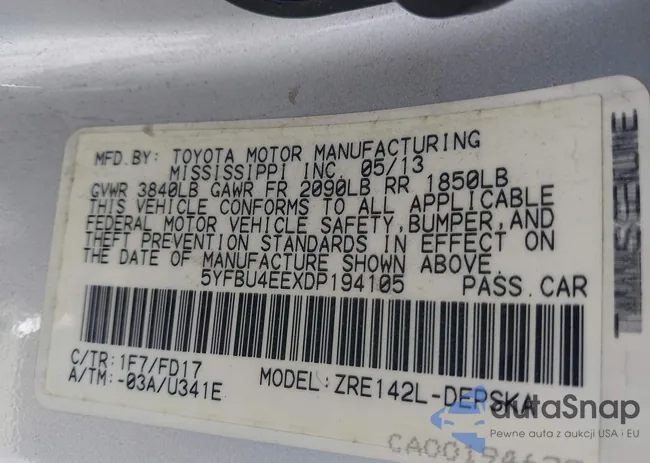 MFD.BY: TOYOTA MOTOR MANUFACTURING
MISSISSIPPI INC. 05/13
GVWR 3840LB GAWR FR 2090LB RR 1850LB
THIS VEHICLE CONFORMS TO ALL APPLICABLE
FEDERAL MOTOR VEHICLE SAFETY,BUMPER,AND
THEFT PREVENTION STANDARDS IN EFFECT ON
THE DATE OF MANUFACTURE SHOWN ABOVE.
5YFBU4EEXDP194105 PASS.CAR
C/TR:1F7/FD17
A/TM:-03A/U341E
MODEL:ZRE142L-DEPSKA
autaSnap
Pewne auta z aukcji USA i EU